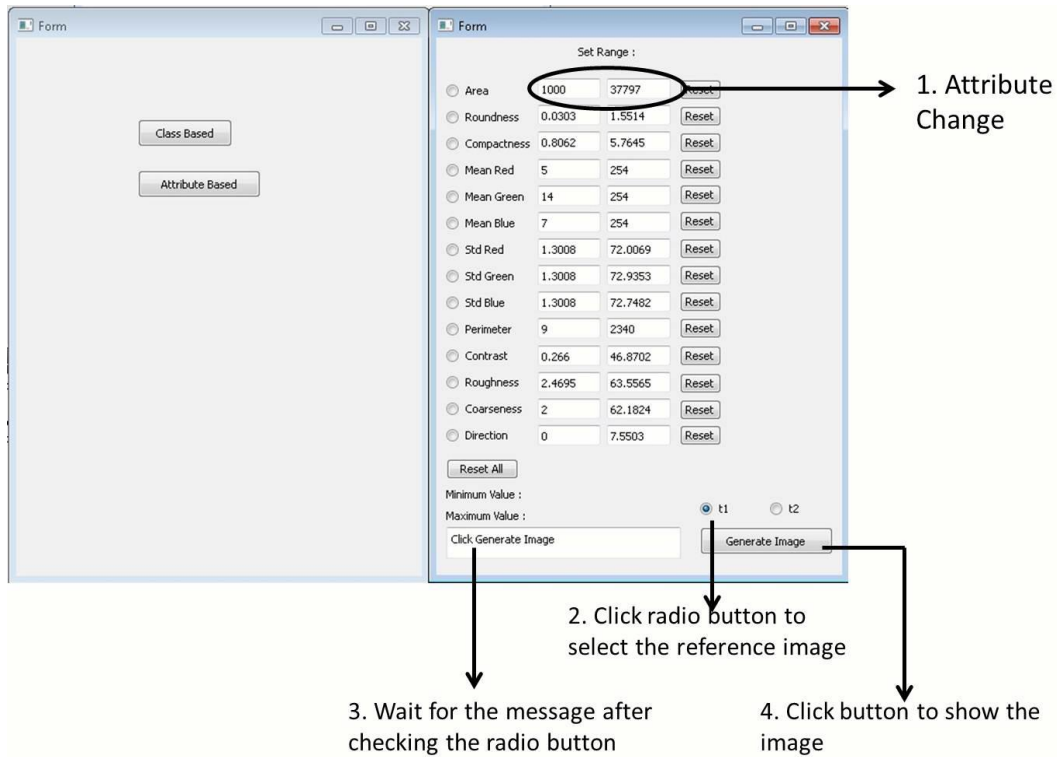 Form
Class Based
Attribute Based
Form
Set Range :
Area 1000 37797 Reset
Roundness 0.0303 1.5514 Reset
Compactness 0.8062 5.7645 Reset
Mean Red 5 254 Reset
Mean Green 14 254 Reset
Mean Blue 7 254 Reset
Std Red 1.3008 72.0069 Reset
Std Green 1.3008 72.9353 Reset
Std Blue 1.3008 72.7482 Reset
Perimeter 9 2340 Reset
Contrast 0.266 46.8702 Reset
Roughness 2.4695 63.5565 Reset
Coarseness 2 62.1824 Reset
Direction 0 7.5503 Reset
Reset All
Minimum Value :
Maximum Value :
t1 t2
Click Generate Image
Generate Image
1. Attribute
Change
2. Click radio button to
select the reference image
3. Wait for the message after
checking the radio button
4. Click button to show the
image